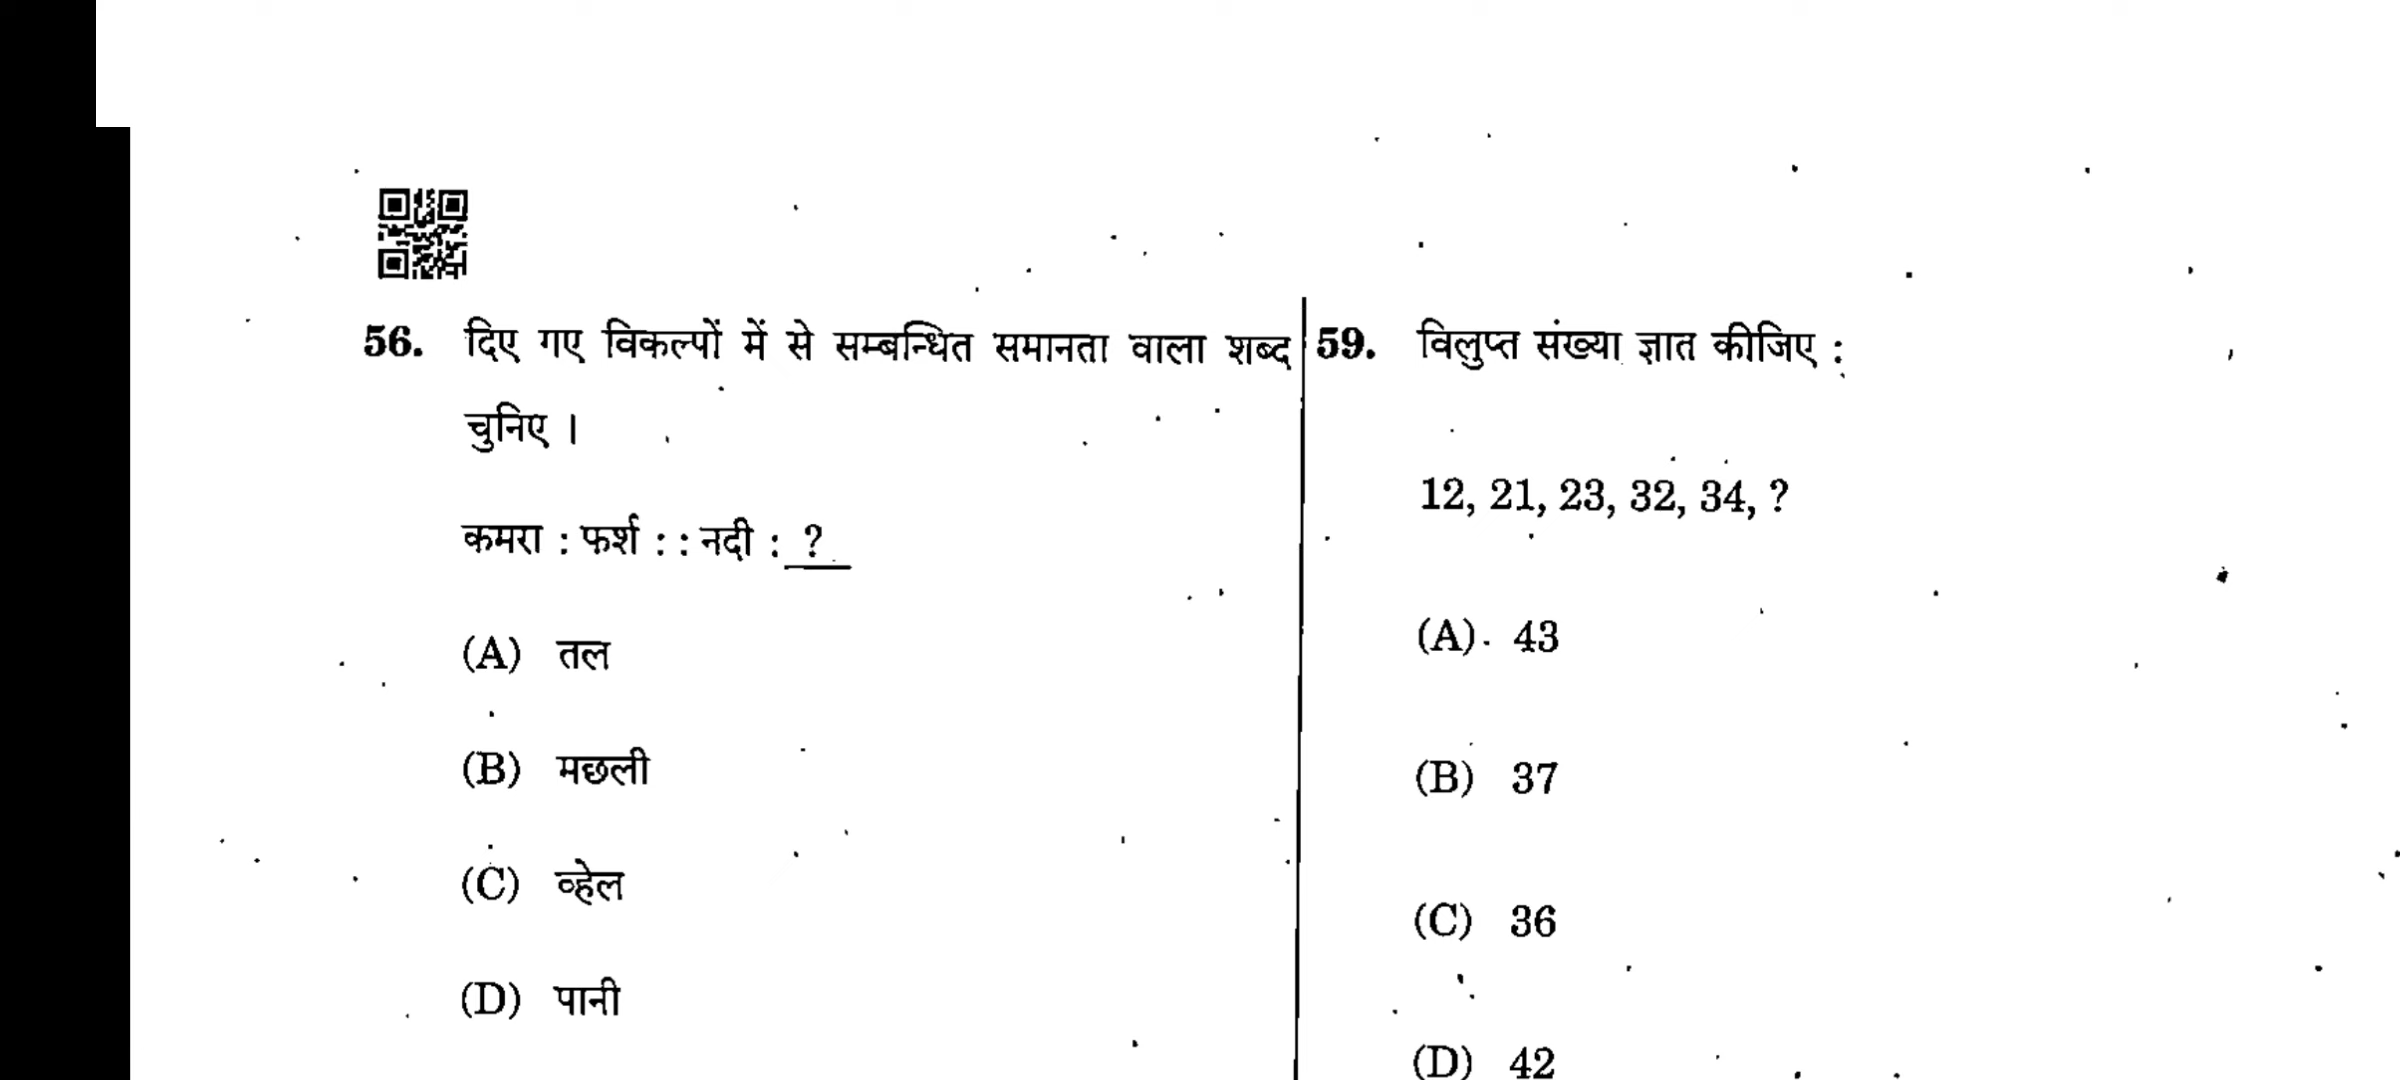 56. दिए गए विकल्पों में से सम्बन्धित समानता वाला शब्द
चुनिए ।
कमरा : फर्श : : नदी : ?
(A) तल
(B) मछली
(C) व्हेल
(D) पानी
59. विलुप्त संख्या ज्ञात कीजिए :
12, 21, 23, 32, 34, ?
(A) 43
(B) 37
(C) 36
(D) 42